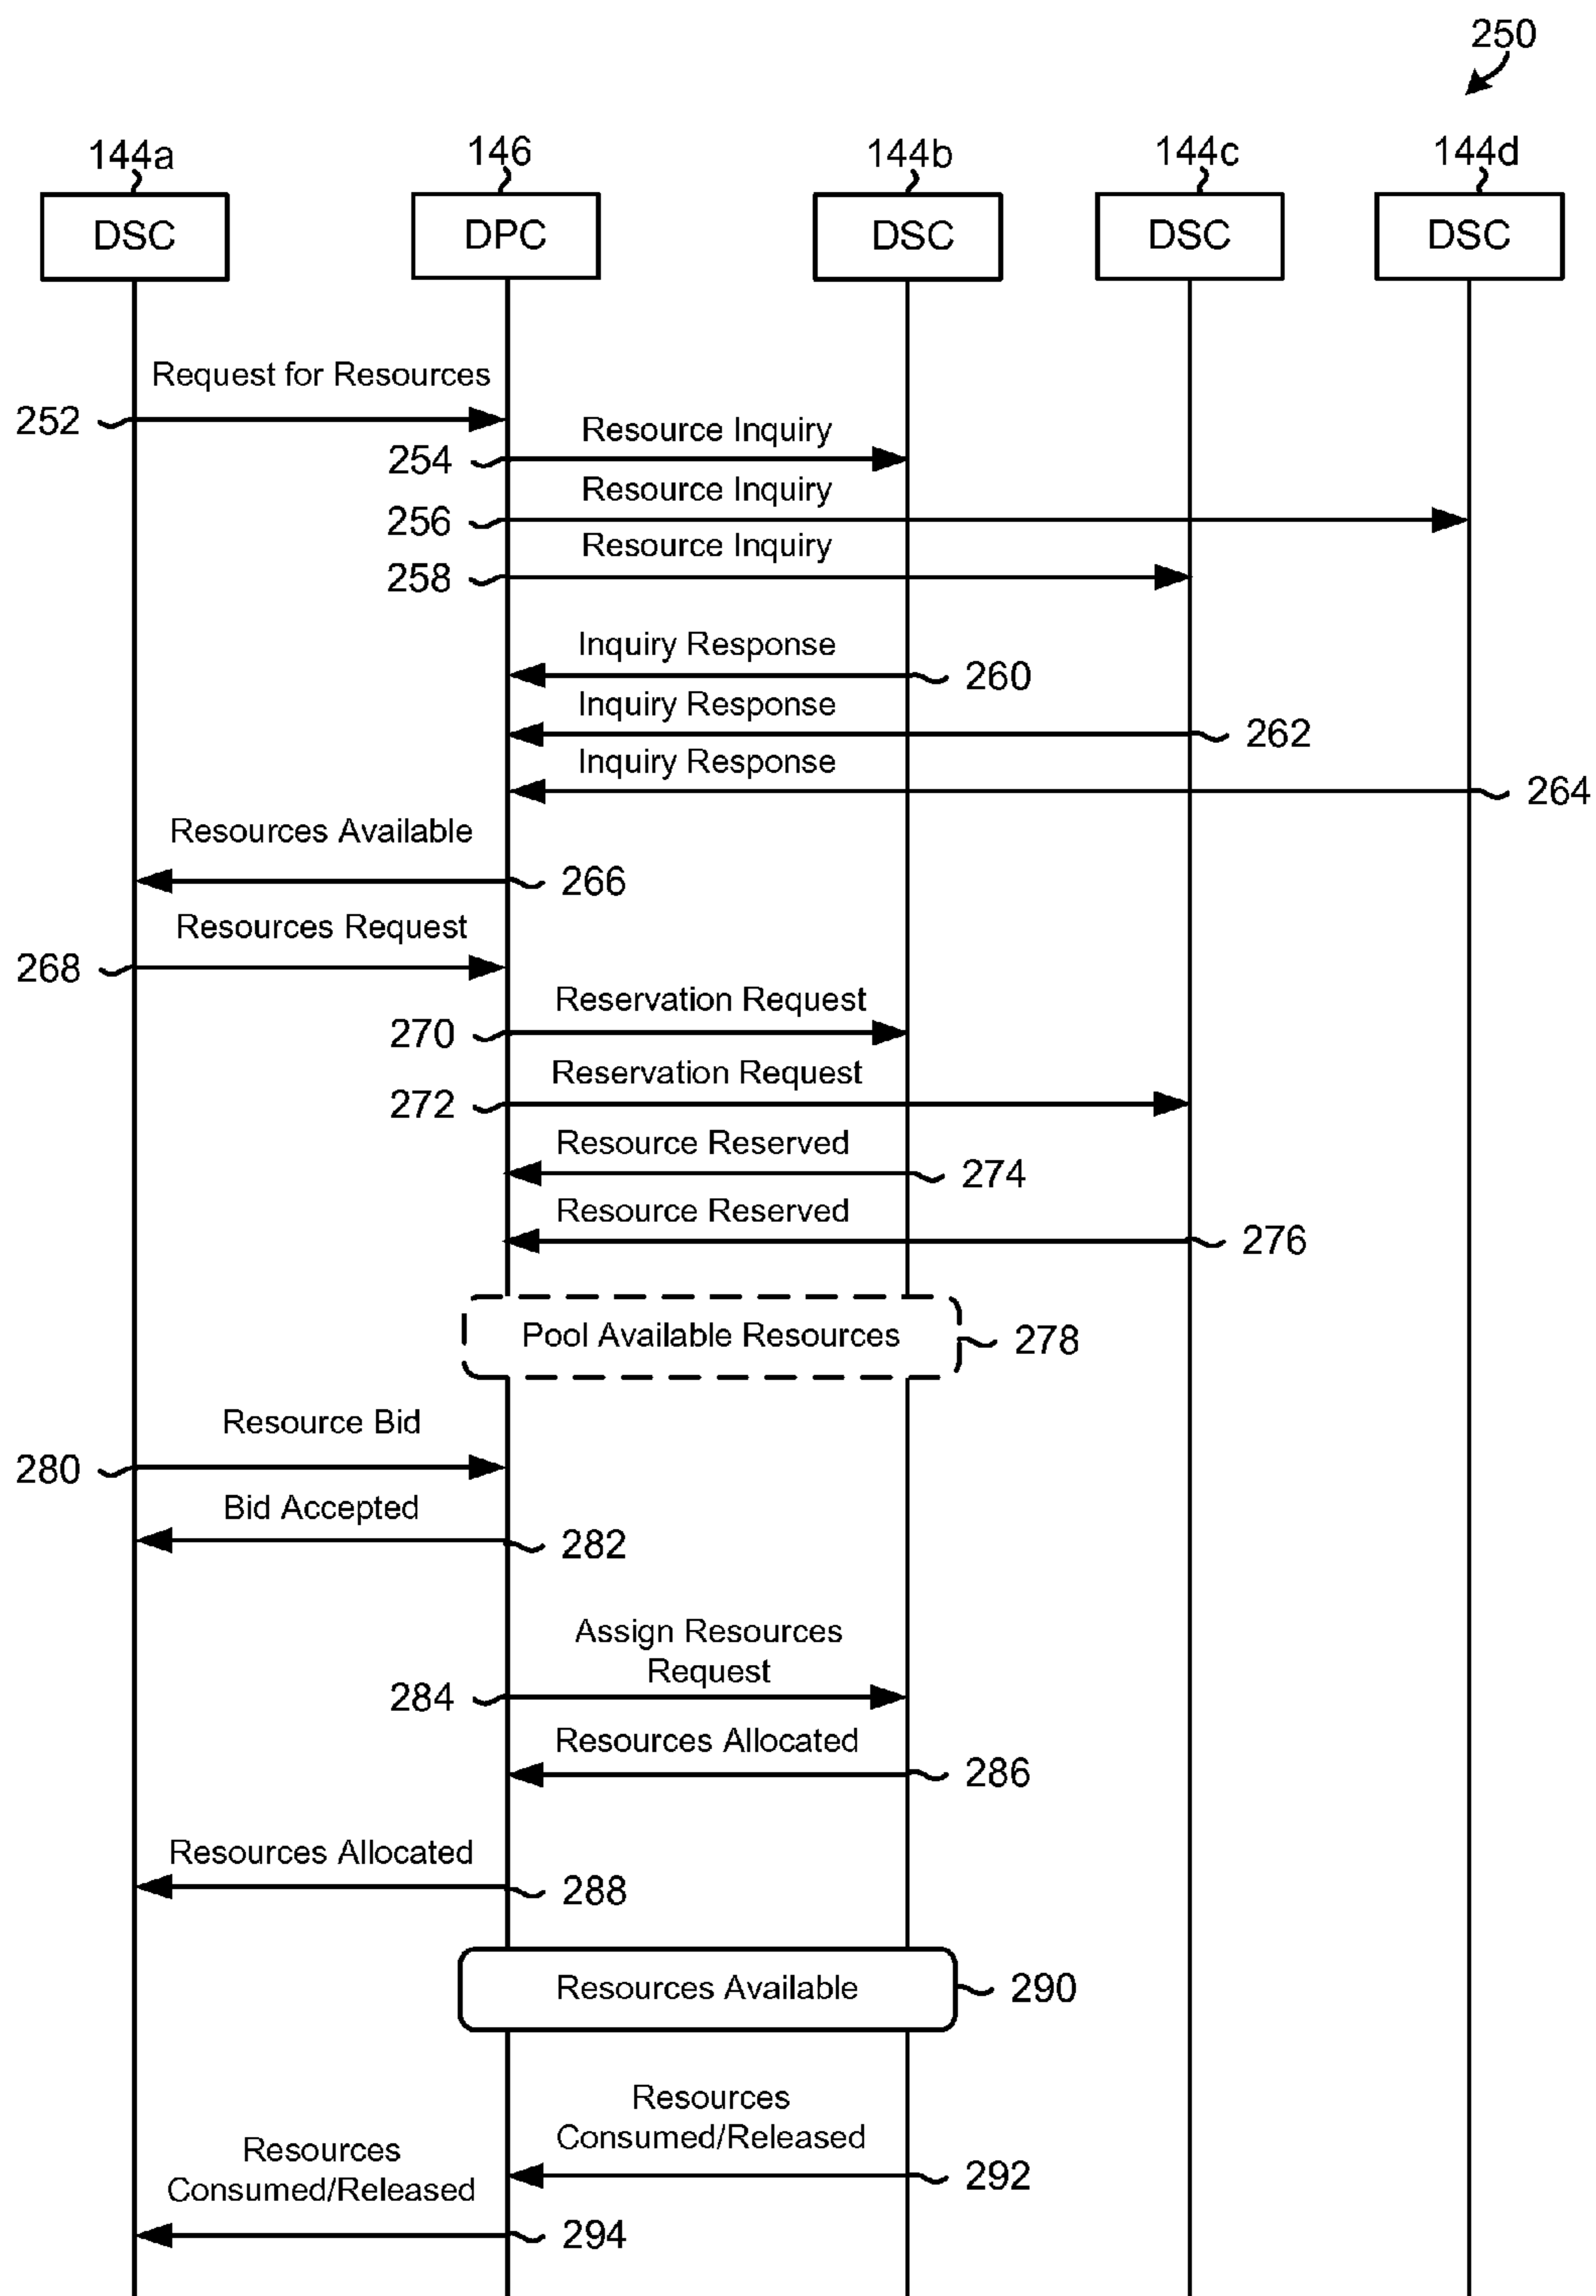 250
144a
146
144b
144c
144d
DSC
DPC
DSC
DSC
DSC
Request for Resources
252
Resource Inquiry
254
Resource Inquiry
256
Resource Inquiry
258
Inquiry Response
260
Inquiry Response
262
Inquiry Response
264
Resources Available
266
Resources Request
268
Reservation Request
270
Reservation Request
272
Resource Reserved
274
Resource Reserved
276
Pool Available Resources
278
Resource Bid
280
Bid Accepted
282
Assign Resources
Request
284
Resources Allocated
286
Resources Allocated
288
Resources Available
290
Resources
Consumed/Released
292
Resources
Consumed/Released
294